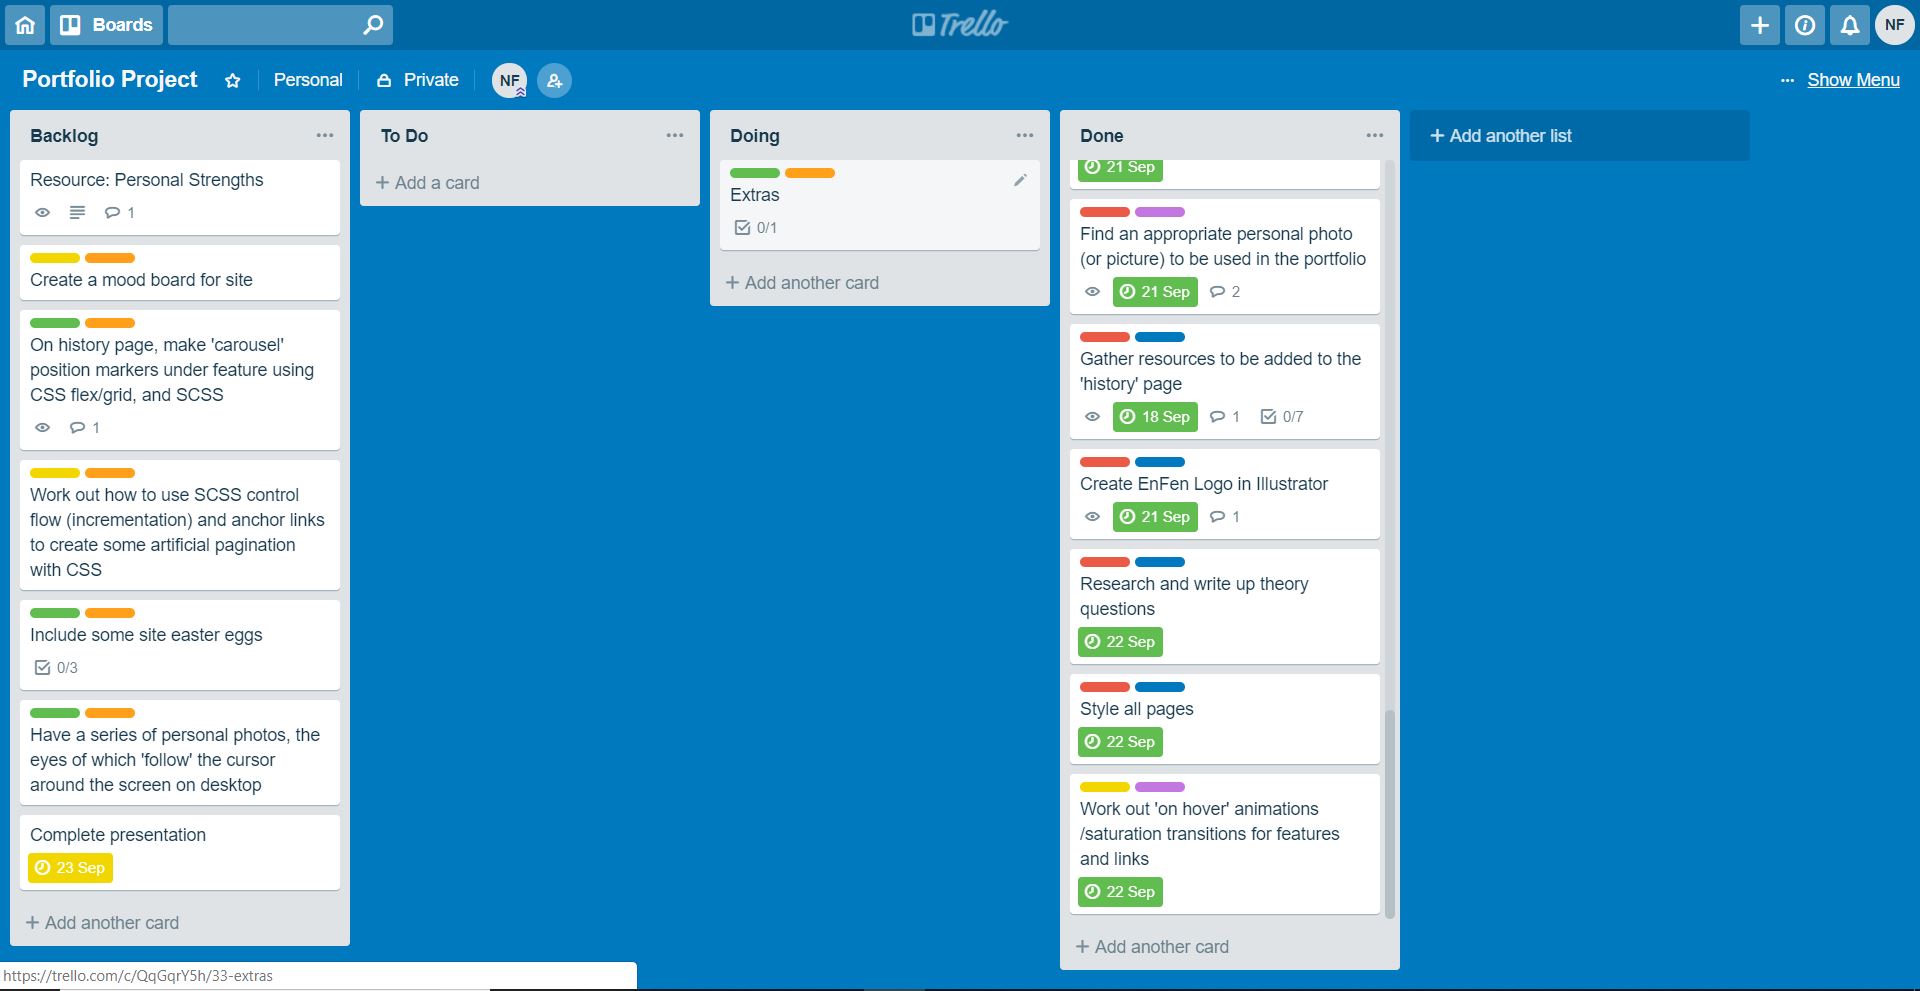 Boards
Trello
NF
Portfolio Project
Personal
Private
NF
Show Menu
Backlog
Resource: Personal Strengths
1
Create a mood board for site
On history page, make 'carousel'
position markers under feature using
CSS flex/grid, and SCSS
1
Work out how to use SCSS control
flow (incrementation) and anchor links
to create some artificial pagination
with CSS
Include some site easter eggs
0/3
Have a series of personal photos, the
eyes of which 'follow' the cursor
around the screen on desktop
Complete presentation
23 Sep
+ Add another card
To Do
+ Add a card
Doing
Extras
0/1
+ Add another card
Done
21 Sep
Find an appropriate personal photo
(or picture) to be used in the portfolio
21 Sep 2
Gather resources to be added to the
'history' page
18 Sep 1 0/7
Create EnFen Logo in Illustrator
21 Sep 1
Research and write up theory
questions
22 Sep
Style all pages
22 Sep
Work out 'on hover' animations
/saturation transitions for features
and links
22 Sep
+ Add another card
+ Add another list
https://trello.com/c/QqGqrY5h/33-extras